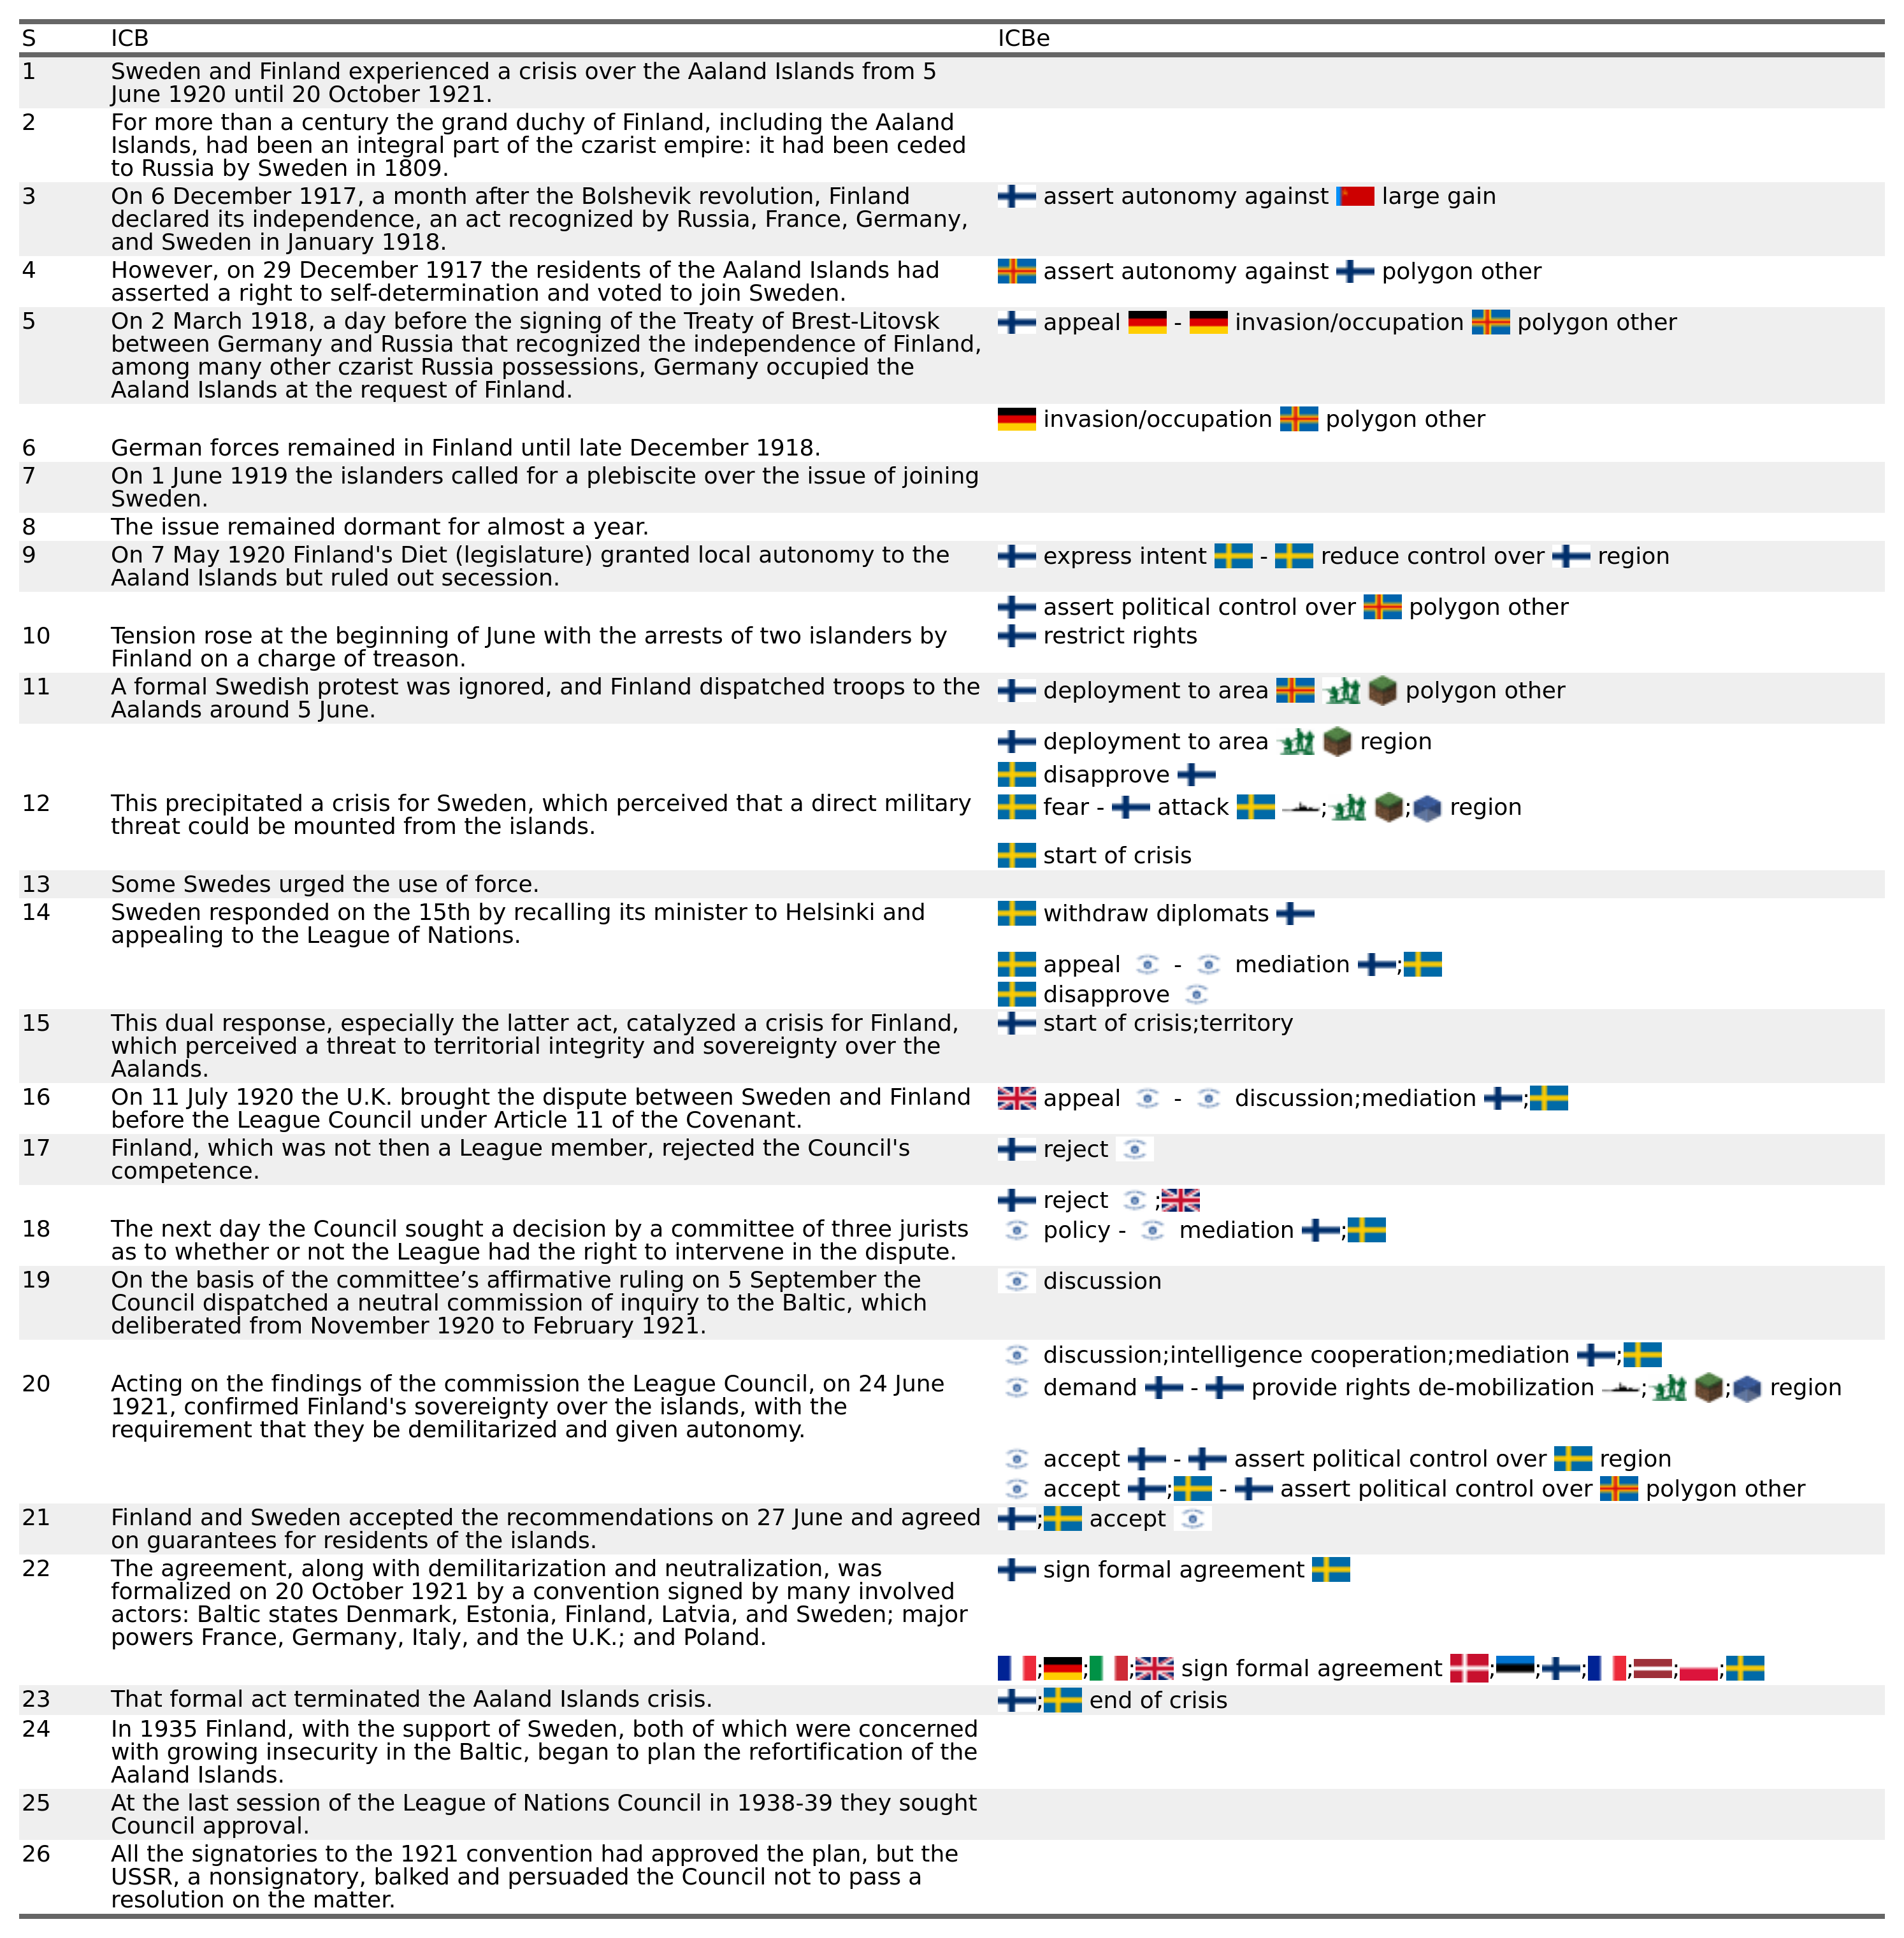 S ICB ICBe
1 Sweden and Finland experienced a crisis over the Aaland Islands from 5
June 1920 until 20 October 1921.
2 For more than a century the grand duchy of Finland, including the Aaland
Islands, had been an integral part of the czarist empire: it had been ceded
to Russia by Sweden in 1809.
3 On 6 December 1917, a month after the Bolshevik revolution, Finland assert autonomy against large gain
declared its independence, an act recognized by Russia, France, Germany,
and Sweden in January 1918.
4 However, on 29 December 1917 the residents of the Aaland Islands had assert autonomy against polygon other
asserted a right to self-determination and voted to join Sweden.
5 On 2 March 1918, a day before the signing of the Treaty of Brest-Litovsk appeal - invasion/occupation polygon other
between Germany and Russia that recognized the independence of Finland,
among many other czarist Russia possessions, Germany occupied the
Aaland Islands at the request of Finland.
invasion/occupation polygon other
6 German forces remained in Finland until late December 1918.
7 On 1 June 1919 the islanders called for a plebiscite over the issue of joining
Sweden.
8 The issue remained dormant for almost a year.
9 On 7 May 1920 Finland's Diet (legislature) granted local autonomy to the express intent - reduce control over region
Aaland Islands but ruled out secession.
assert political control over polygon other
10 Tension rose at the beginning of June with the arrests of two islanders by restrict rights
Finland on a charge of treason.
11 A formal Swedish protest was ignored, and Finland dispatched troops to the deployment to area polygon other
Aalands around 5 June.
deployment to area region
disapprove
12 This precipitated a crisis for Sweden, which perceived that a direct military fear - attack ; ; region
threat could be mounted from the islands.
start of crisis
13 Some Swedes urged the use of force.
14 Sweden responded on the 15th by recalling its minister to Helsinki and withdraw diplomats
appealing to the League of Nations.
appeal - mediation ;
disapprove
15 This dual response, especially the latter act, catalyzed a crisis for Finland, start of crisis;territory
which perceived a threat to territorial integrity and sovereignty over the
Aalands.
16 On 11 July 1920 the U.K. brought the dispute between Sweden and Finland appeal - discussion;mediation ;
before the League Council under Article 11 of the Covenant.
17 Finland, which was not then a League member, rejected the Council's reject
competence.
reject ;
18 The next day the Council sought a decision by a committee of three jurists policy - mediation ;
as to whether or not the League had the right to intervene in the dispute.
19 On the basis of the committee’s affirmative ruling on 5 September the discussion
Council dispatched a neutral commission of inquiry to the Baltic, which
deliberated from November 1920 to February 1921.
discussion;intelligence cooperation;mediation ;
20 Acting on the findings of the commission the League Council, on 24 June demand - provide rights de-mobilization ; ; region
1921, confirmed Finland's sovereignty over the islands, with the
requirement that they be demilitarized and given autonomy.
accept - assert political control over region
accept ; - assert political control over polygon other
21 Finland and Sweden accepted the recommendations on 27 June and agreed ; accept
on guarantees for residents of the islands.
22 The agreement, along with demilitarization and neutralization, was sign formal agreement
formalized on 20 October 1921 by a convention signed by many involved
actors: Baltic states Denmark, Estonia, Finland, Latvia, and Sweden; major
powers France, Germany, Italy, and the U.K.; and Poland.
; ; ; sign formal agreement ; ; ; ; ; ;
23 That formal act terminated the Aaland Islands crisis. ; end of crisis
24 In 1935 Finland, with the support of Sweden, both of which were concerned
with growing insecurity in the Baltic, began to plan the refortification of the
Aaland Islands.
25 At the last session of the League of Nations Council in 1938-39 they sought
Council approval.
26 All the signatories to the 1921 convention had approved the plan, but the
USSR, a nonsignatory, balked and persuaded the Council not to pass a
resolution on the matter.